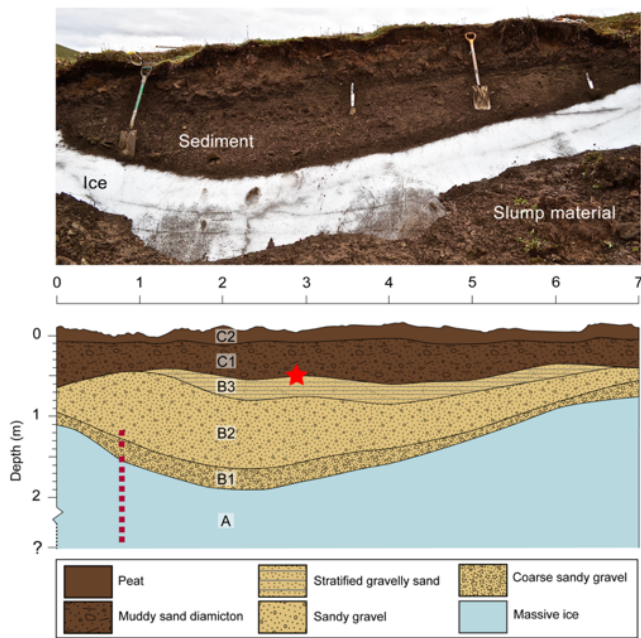 Sediment
Ice
Slump material
0 1 2 3 4 5 6 7
0
C2
C1
B3
1
B2
Depth (m)
B1
2
A
?
Peat
Stratified gravelly sand
Coarse sandy gravel
Muddy sand diamicton
Sandy gravel
Massive ice